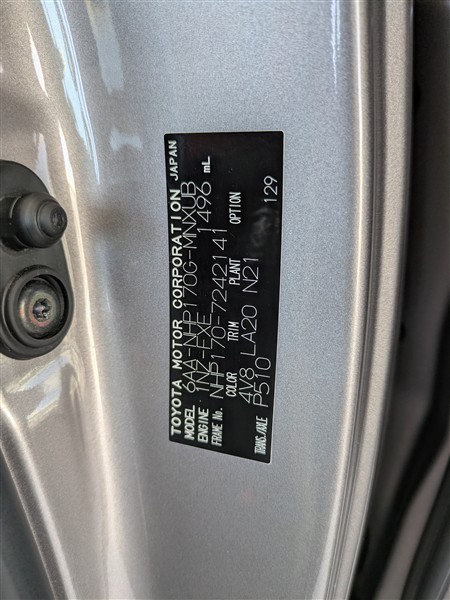 TOYOTA MOTOR CORPORATION JAPAN
MODEL 6AA-NHP170G-MNXUB
ENGINE 1NZ-FXE 1496 mL
FRAME No. NHP170-7242141
COLOR TRIM PLANT OPTION
4V8 LA20 N21
TRANS./AXLE P510 129